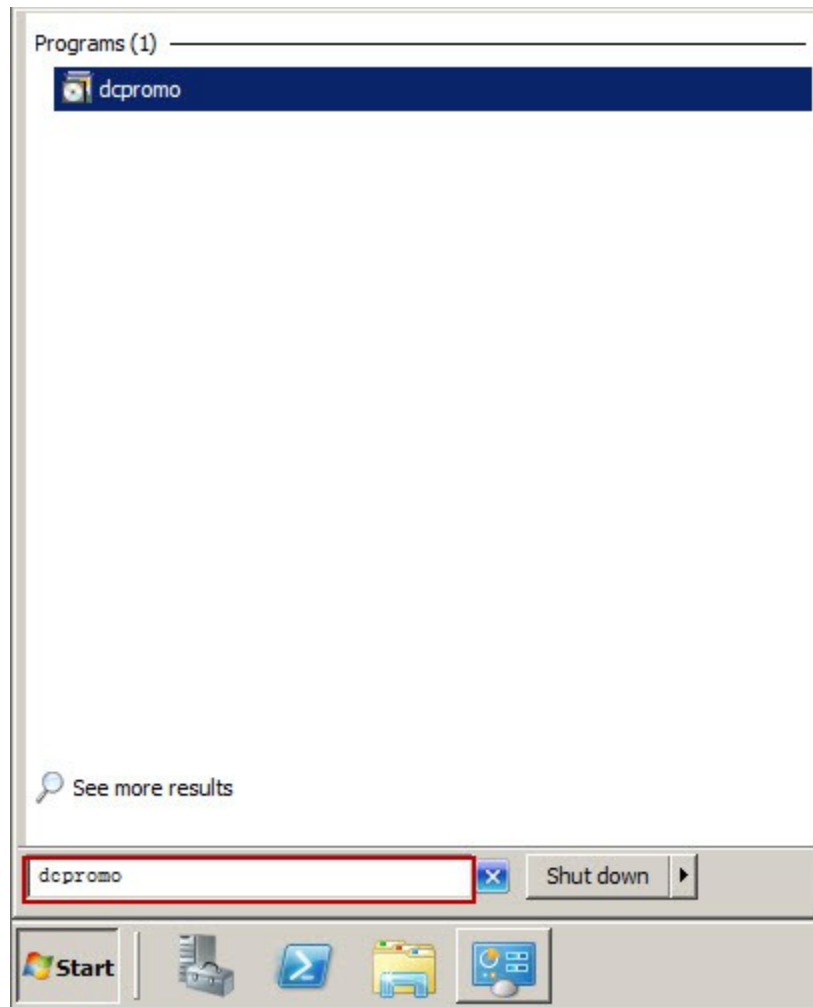 Programs (1)
dcpromo
See more results
dcpromo
Shut down
Start